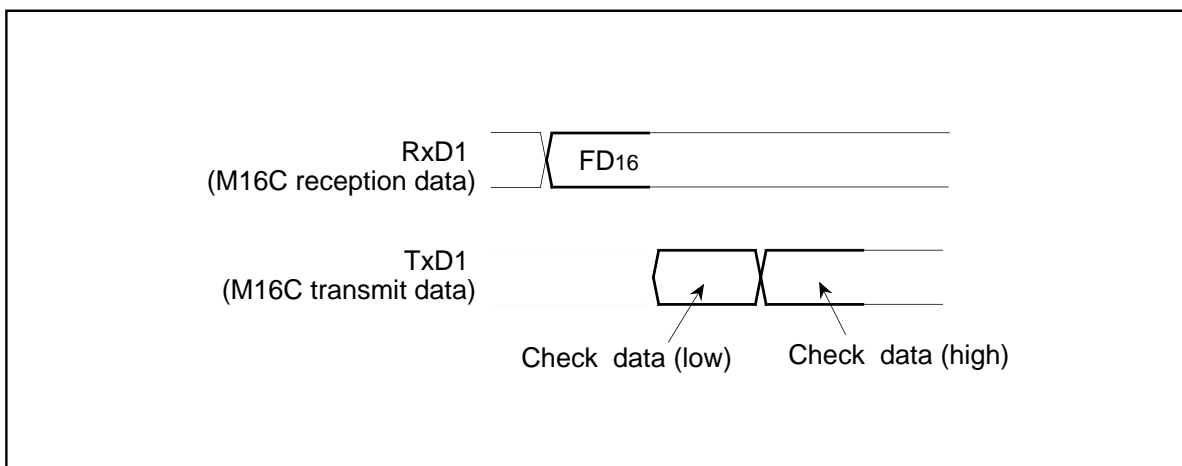 RxD1
(M16C reception data)
FD16
TxD1
(M16C transmit data)
Check data (low)
Check data (high)